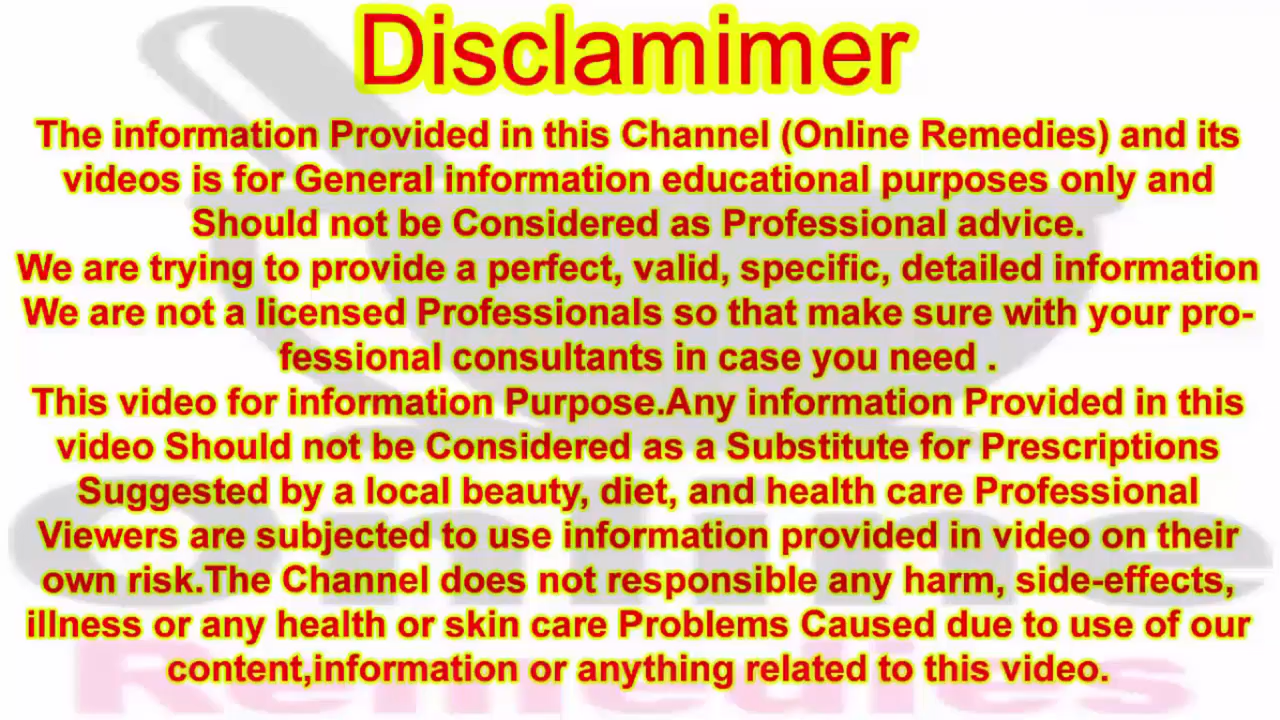 Disclamimer
The information Provided in this Channel (Online Remedies) and its
videos is for General information educational purposes only and
Should not be Considered as Professional advice.
We are trying to provide a perfect, valid, specific, detailed information
We are not a licensed Professionals so that make sure with your pro-
fessional consultants in case you need .
This video for information Purpose.Any information Provided in this
video Should not be Considered as a Substitute for Prescriptions
Suggested by a local beauty, diet, and health care Professional
Viewers are subjected to use information provided in video on their
own risk.The Channel does not responsible any harm, side-effects,
illness or any health or skin care Problems Caused due to use of our
content,information or anything related to this video.
Online
Remedies